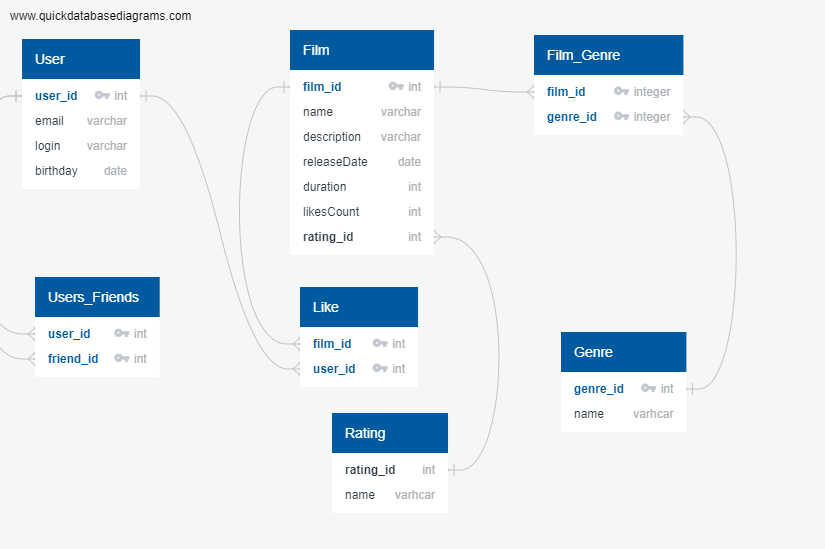 www.quickdatabasediagrams.com
User
user_id int
email varchar
login varchar
birthday date
Film
film_id int
name varchar
description varchar
releaseDate date
duration int
likesCount int
rating_id int
Film_Genre
film_id integer
genre_id integer
Users_Friends
user_id int
friend_id int
Like
film_id int
user_id int
Genre
genre_id int
name varhcar
Rating
rating_id int
name varhcar